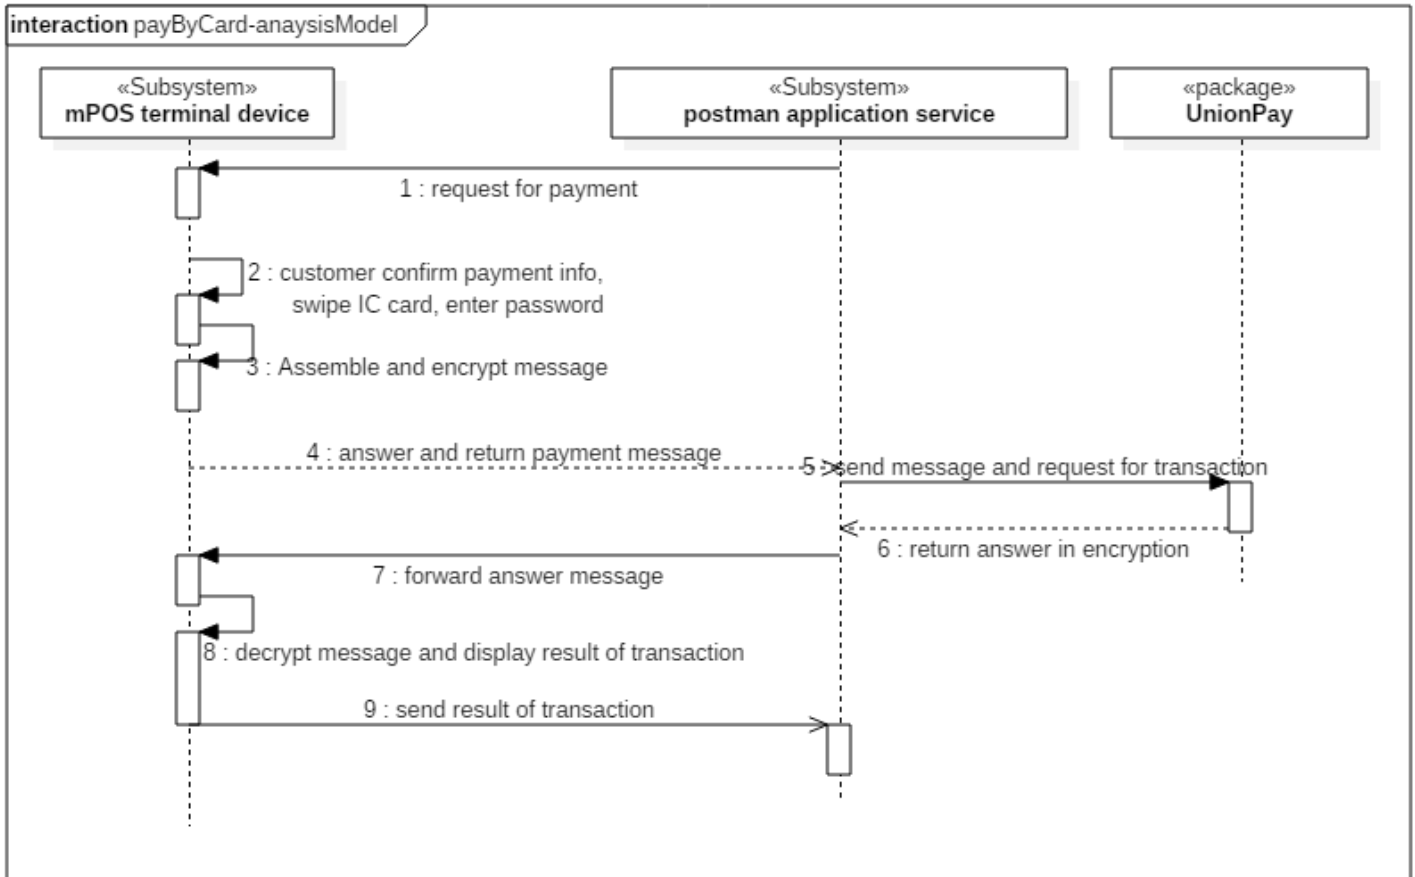 interaction payByCard-anaysisModel
«Subsystem»
mPOS terminal device
«Subsystem»
postman application service
«package»
UnionPay
1 : request for payment
2 : customer confirm payment info,
swipe IC card, enter password
3 : Assemble and encrypt message
4 : answer and return payment message
5 : send message and request for transaction
6 : return answer in encryption
7 : forward answer message
8 : decrypt message and display result of transaction
9 : send result of transaction